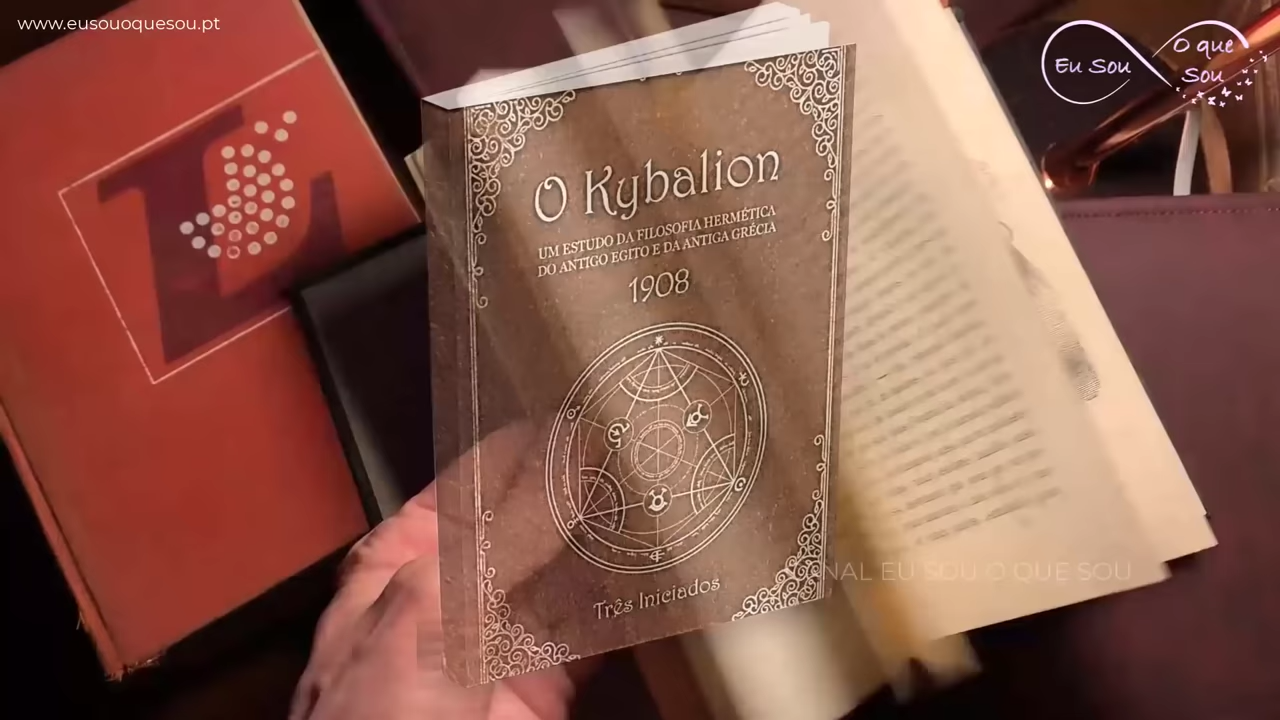 www.eusouoquesou.pt
Eu Sou
O que
Sou
L
O Kybalion
UM ESTUDO DA FILOSOFIA HERMÉTICA
DO ANTIGO EGITO E DA ANTIGA GRÉCIA
1908
Três Iniciados
NAL EU SOU O QUE SOU